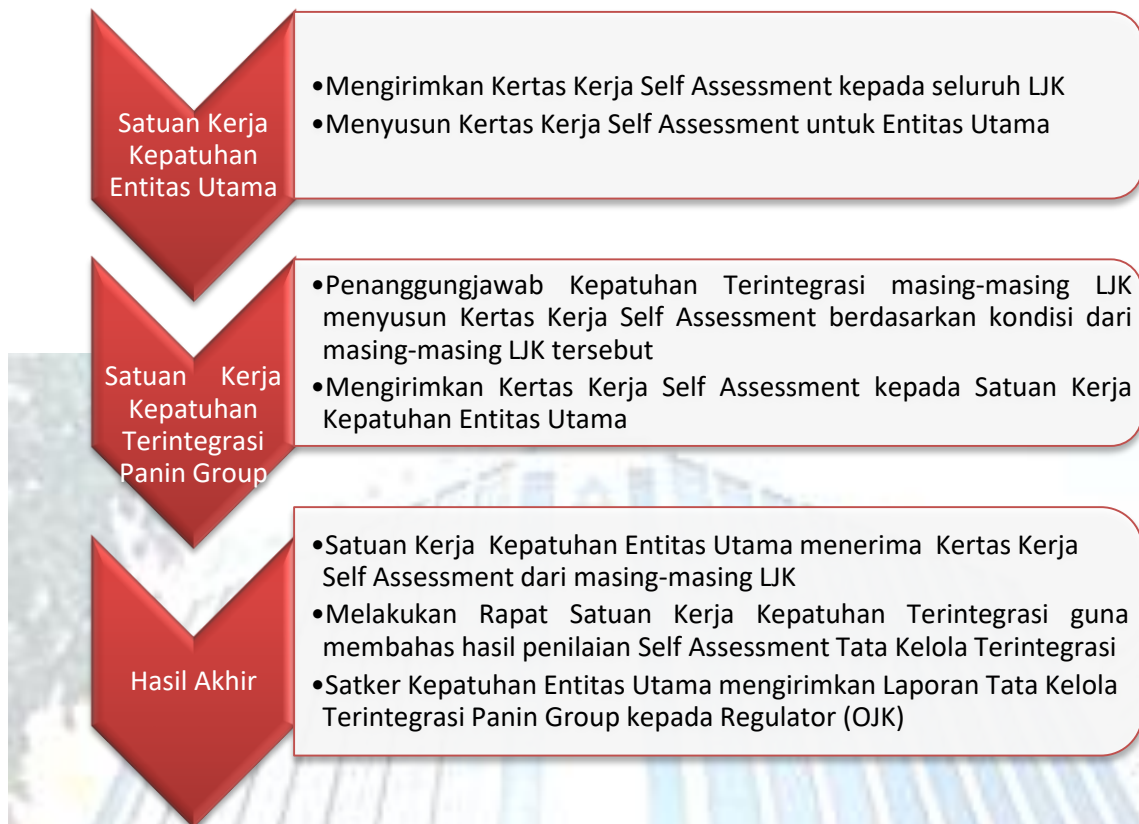 Satuan Kerja
Kepatuhan
Entitas Utama
•Mengirimkan Kertas Kerja Self Assessment kepada seluruh LJK
•Menyusun Kertas Kerja Self Assessment untuk Entitas Utama
Satuan Kerja
Kepatuhan
Terintegrasi
Panin Group
•Penanggungjawab Kepatuhan Terintegrasi masing-masing LJK
menyusun Kertas Kerja Self Assessment berdasarkan kondisi dari
masing-masing LJK tersebut
•Mengirimkan Kertas Kerja Self Assessment kepada Satuan Kerja
Kepatuhan Entitas Utama
Hasil Akhir
•Satuan Kerja Kepatuhan Entitas Utama menerima Kertas Kerja
Self Assessment dari masing-masing LJK
•Melakukan Rapat Satuan Kerja Kepatuhan Terintegrasi guna
membahas hasil penilaian Self Assessment Tata Kelola Terintegrasi
•Satker Kepatuhan Entitas Utama mengirimkan Laporan Tata Kelola
Terintegrasi Panin Group kepada Regulator (OJK)